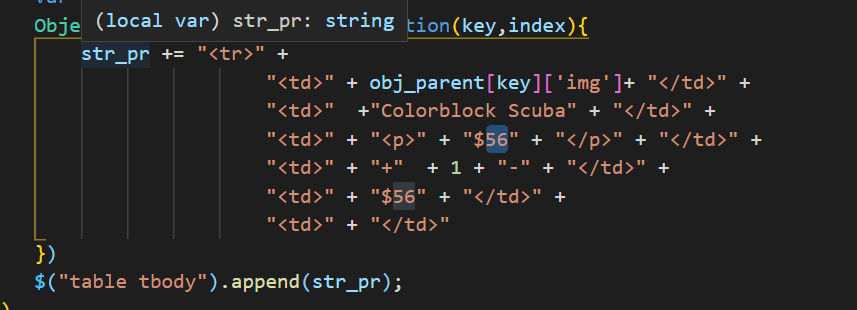 Obje
(local var) str_pr: string
tion(key,index){
str_pr += "<tr>" +
"<td>" + obj_parent[key]['img']+ "</td>" +
"<td>"  +"Colorblock Scuba" + "</td>" +
"<td>" + "<p>" + "$56" + "</p>" + "</td>" +
"<td>" + "+"  + 1 + "-" + "</td>" +
"<td>" + "$56" + "</td>" +
"<td>" + "</td>"
})
$("table tbody").append(str_pr);